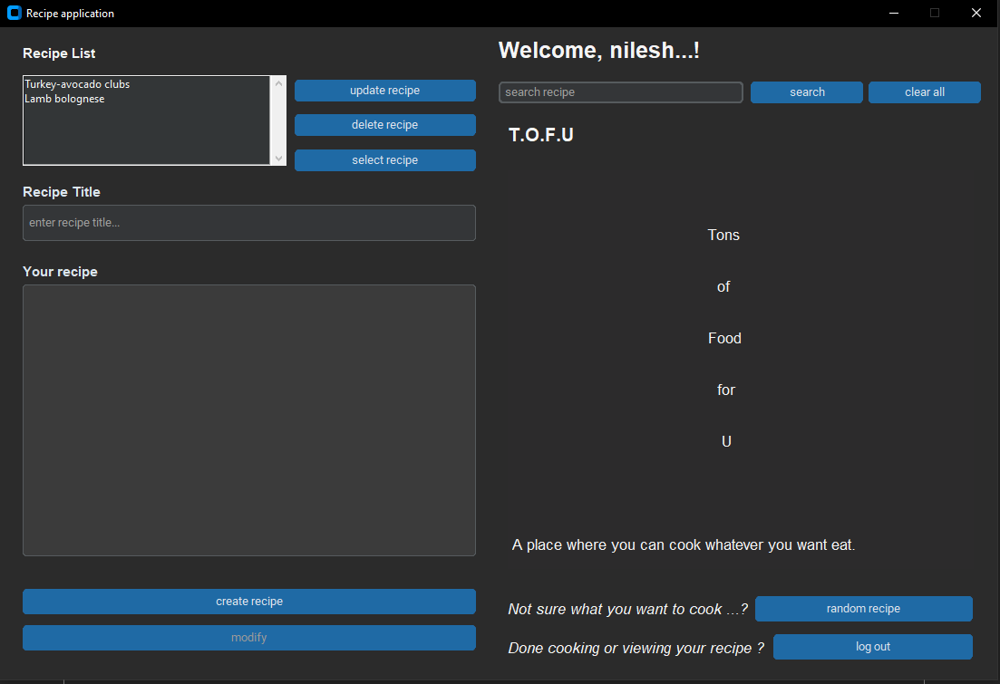 Recipe application
Recipe List
Turkey-avocado clubs
Lamb bolognese
update recipe
delete recipe
select recipe
Recipe Title
enter recipe title...
Your recipe
create recipe
modify
Welcome, nilesh...!
search recipe
search
clear all
T.O.F.U
Tons
of
Food
for
U
A place where you can cook whatever you want eat.
Not sure what you want to cook ...?
random recipe
Done cooking or viewing your recipe ?
log out